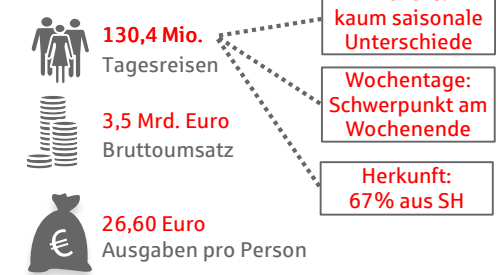 130,4 Mio.
Tagesreisen
3,5 Mrd. Euro
Bruttoumsatz
26,60 Euro
Ausgaben pro Person
kaum saisonale
Unterschiede
Wochentage:
Schwerpunkt am
Wochenende
Herkunft:
67% aus SH
€